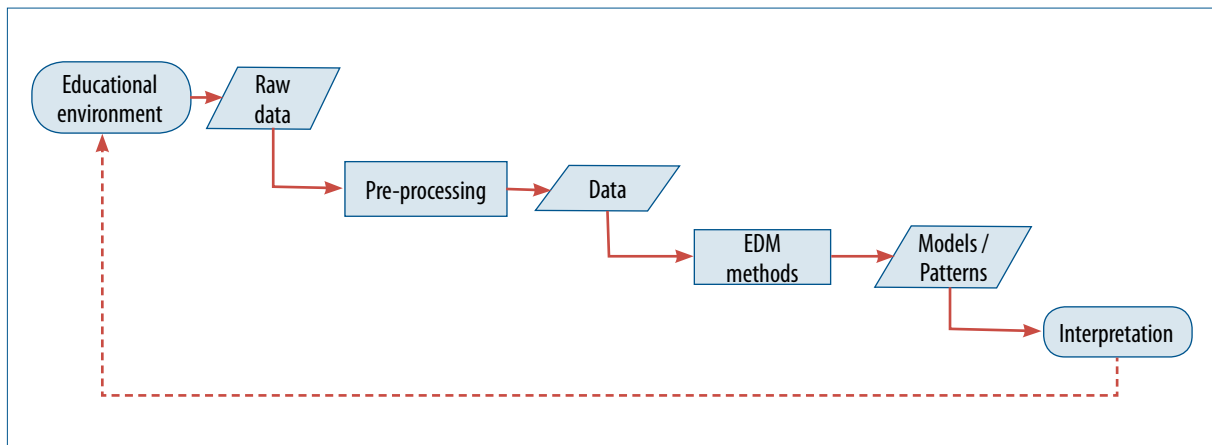 Educational
environment
Raw
data
Pre-processing
Data
EDM
methods
Models /
Patterns
Interpretation